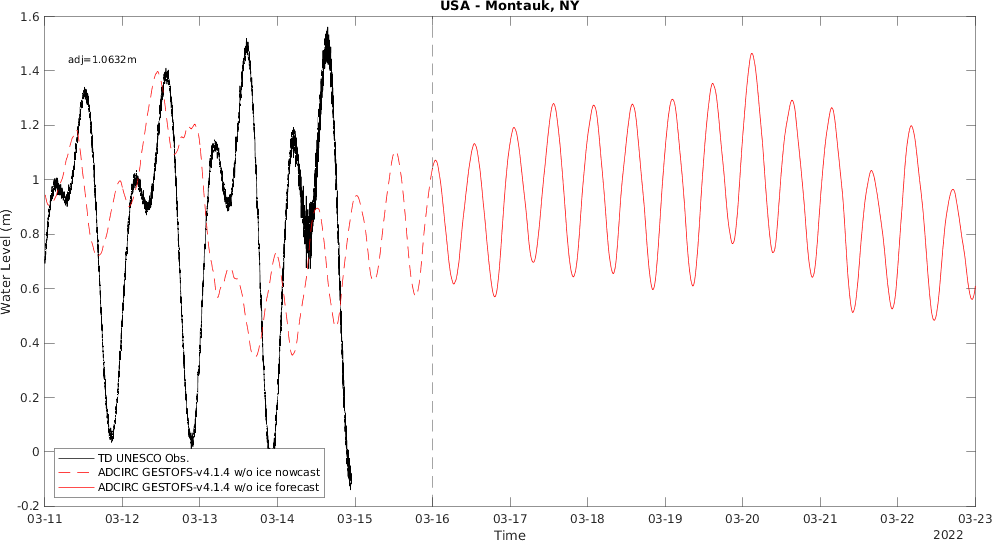 USA - Montauk, NY
1.6
1.4
1.2
1
0.8
0.6
0.4
0.2
0
-0.2
Water Level (m)
adj=1.0632m
TD UNESCO Obs.
ADCIRC GESTOFS-v4.1.4 w/o ice nowcast
ADCIRC GESTOFS-v4.1.4 w/o ice forecast
03-11 03-12 03-13 03-14 03-15 03-16 03-17 03-18 03-19 03-20 03-21 03-22 03-23
Time
2022